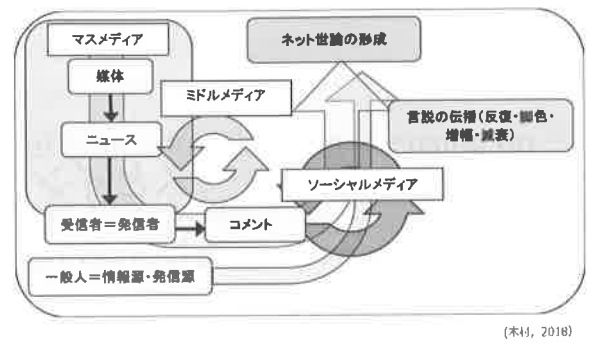 マスメディア
ネット世論の形成
媒体
ミドルメディア
言説の伝播(反復・脚色・
増幅・減衰)
ニュース
ソーシャルメディア
受信者=発信者
コメント
一般人=情報源・発信源
(木村, 2018)